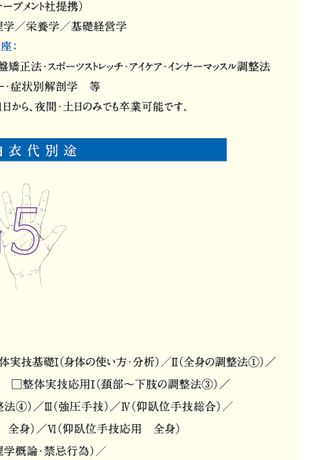 ーブメント社提携)
理学／栄養学／基礎経営学
座：
盤矯正法・スポーツストレッチ・アイケア・インナーマッスル調整法
ー・症状別解剖学　等
日から、夜間・土日のみでも卒業可能です。
白衣代別途
5
体実技基礎Ⅰ(身体の使い方・分析)／Ⅱ(全身の調整法①)／
□整体実技応用Ⅰ(頚部〜下肢の調整法③)／
整法④)／Ⅲ(強圧手技)／Ⅳ(仰臥位手技総合)／
全身)／Ⅵ(仰臥位手技応用　全身)
理学概論・禁忌行為)／